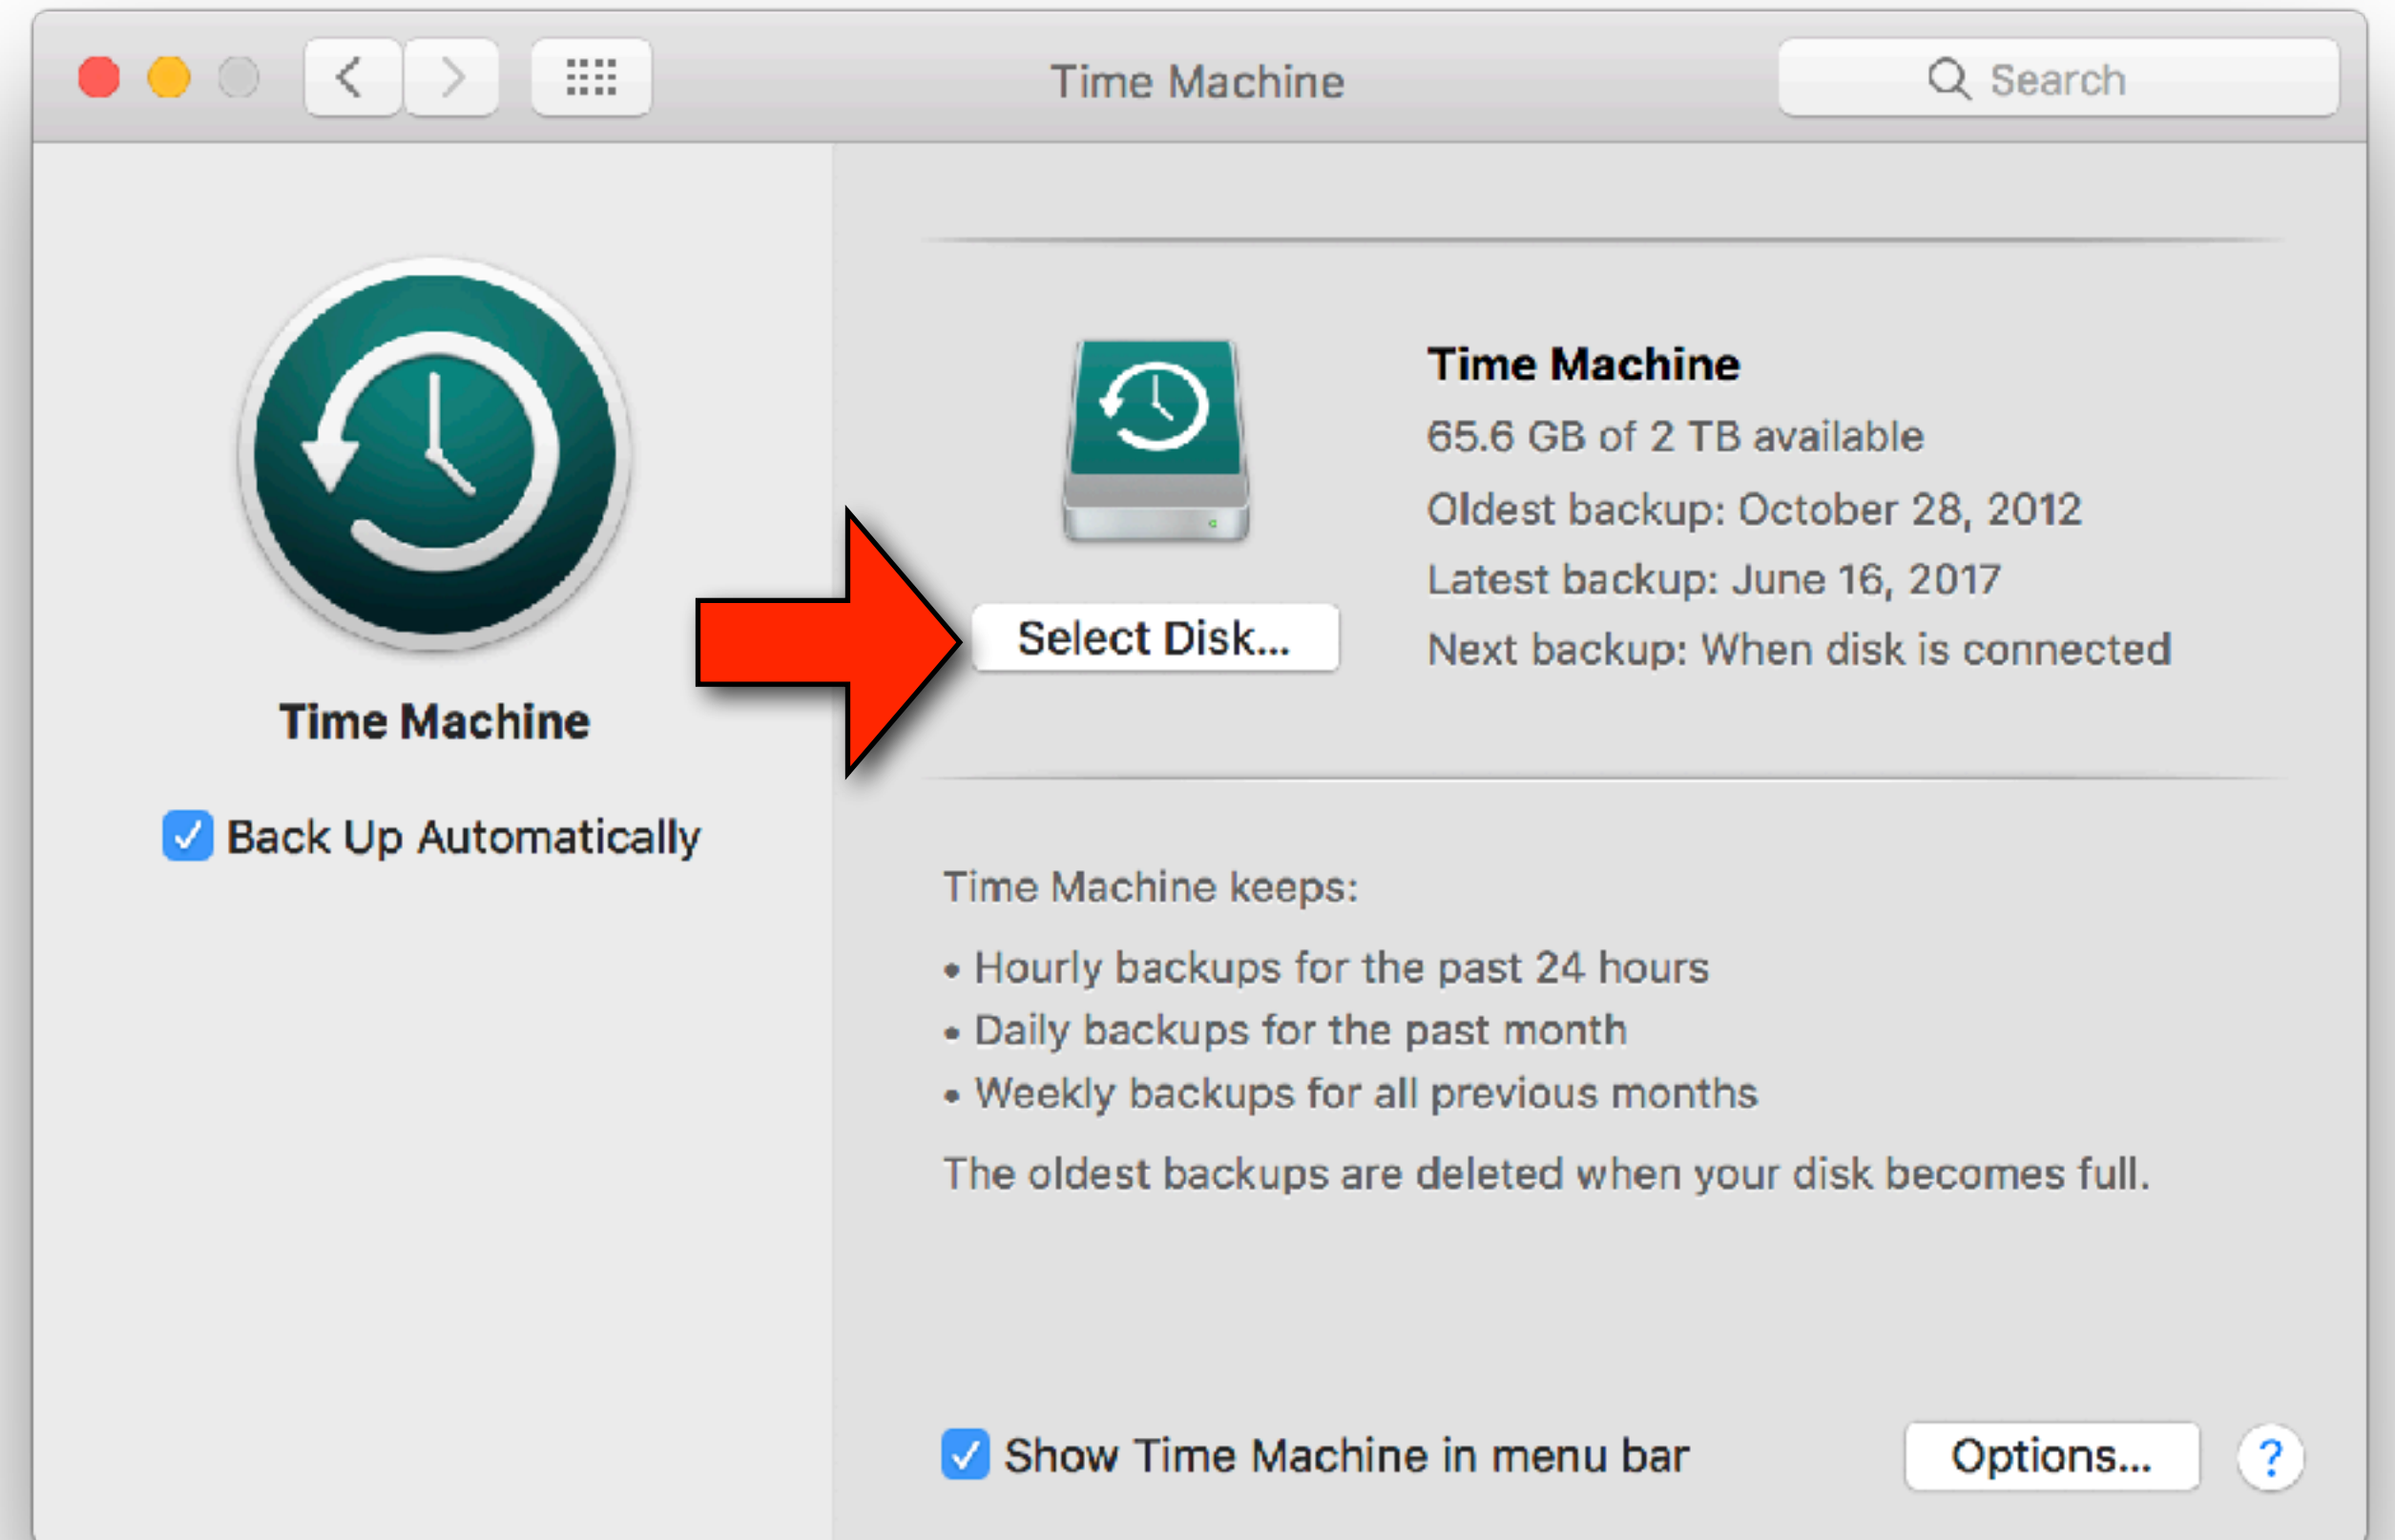 Time Machine
Search
Time Machine
Back Up Automatically
Select Disk...
Time Machine
65.6 GB of 2 TB available
Oldest backup: October 28, 2012
Latest backup: June 16, 2017
Next backup: When disk is connected
Time Machine keeps:
• Hourly backups for the past 24 hours
• Daily backups for the past month
• Weekly backups for all previous months
The oldest backups are deleted when your disk becomes full.
Show Time Machine in menu bar
Options...
?